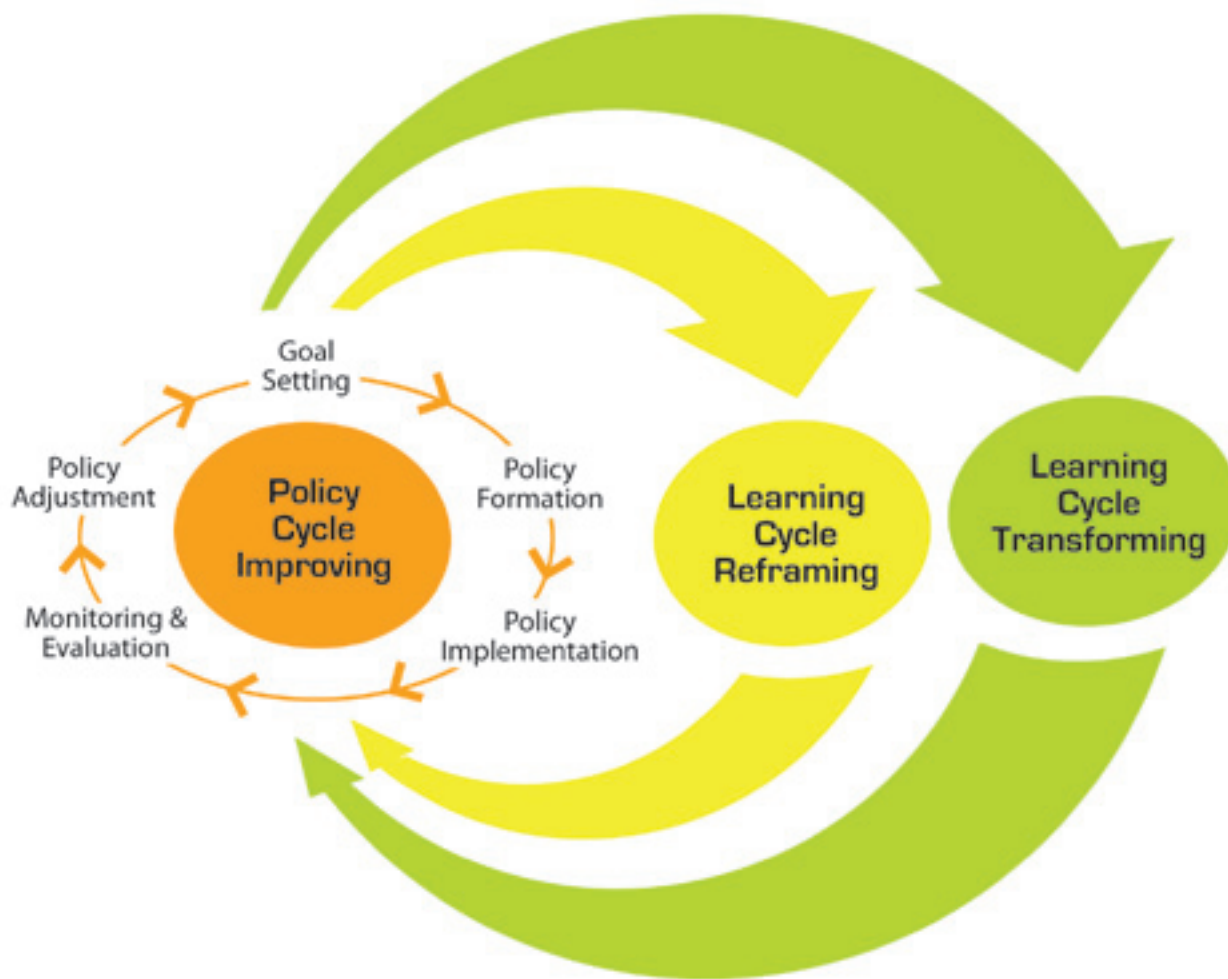 Goal
Setting
Policy
Formation
Policy
Implementation
Monitoring &
Evaluation
Policy
Adjustment
Policy
Cycle
Improving
Learning
Cycle
Reframing
Learning
Cycle
Transforming